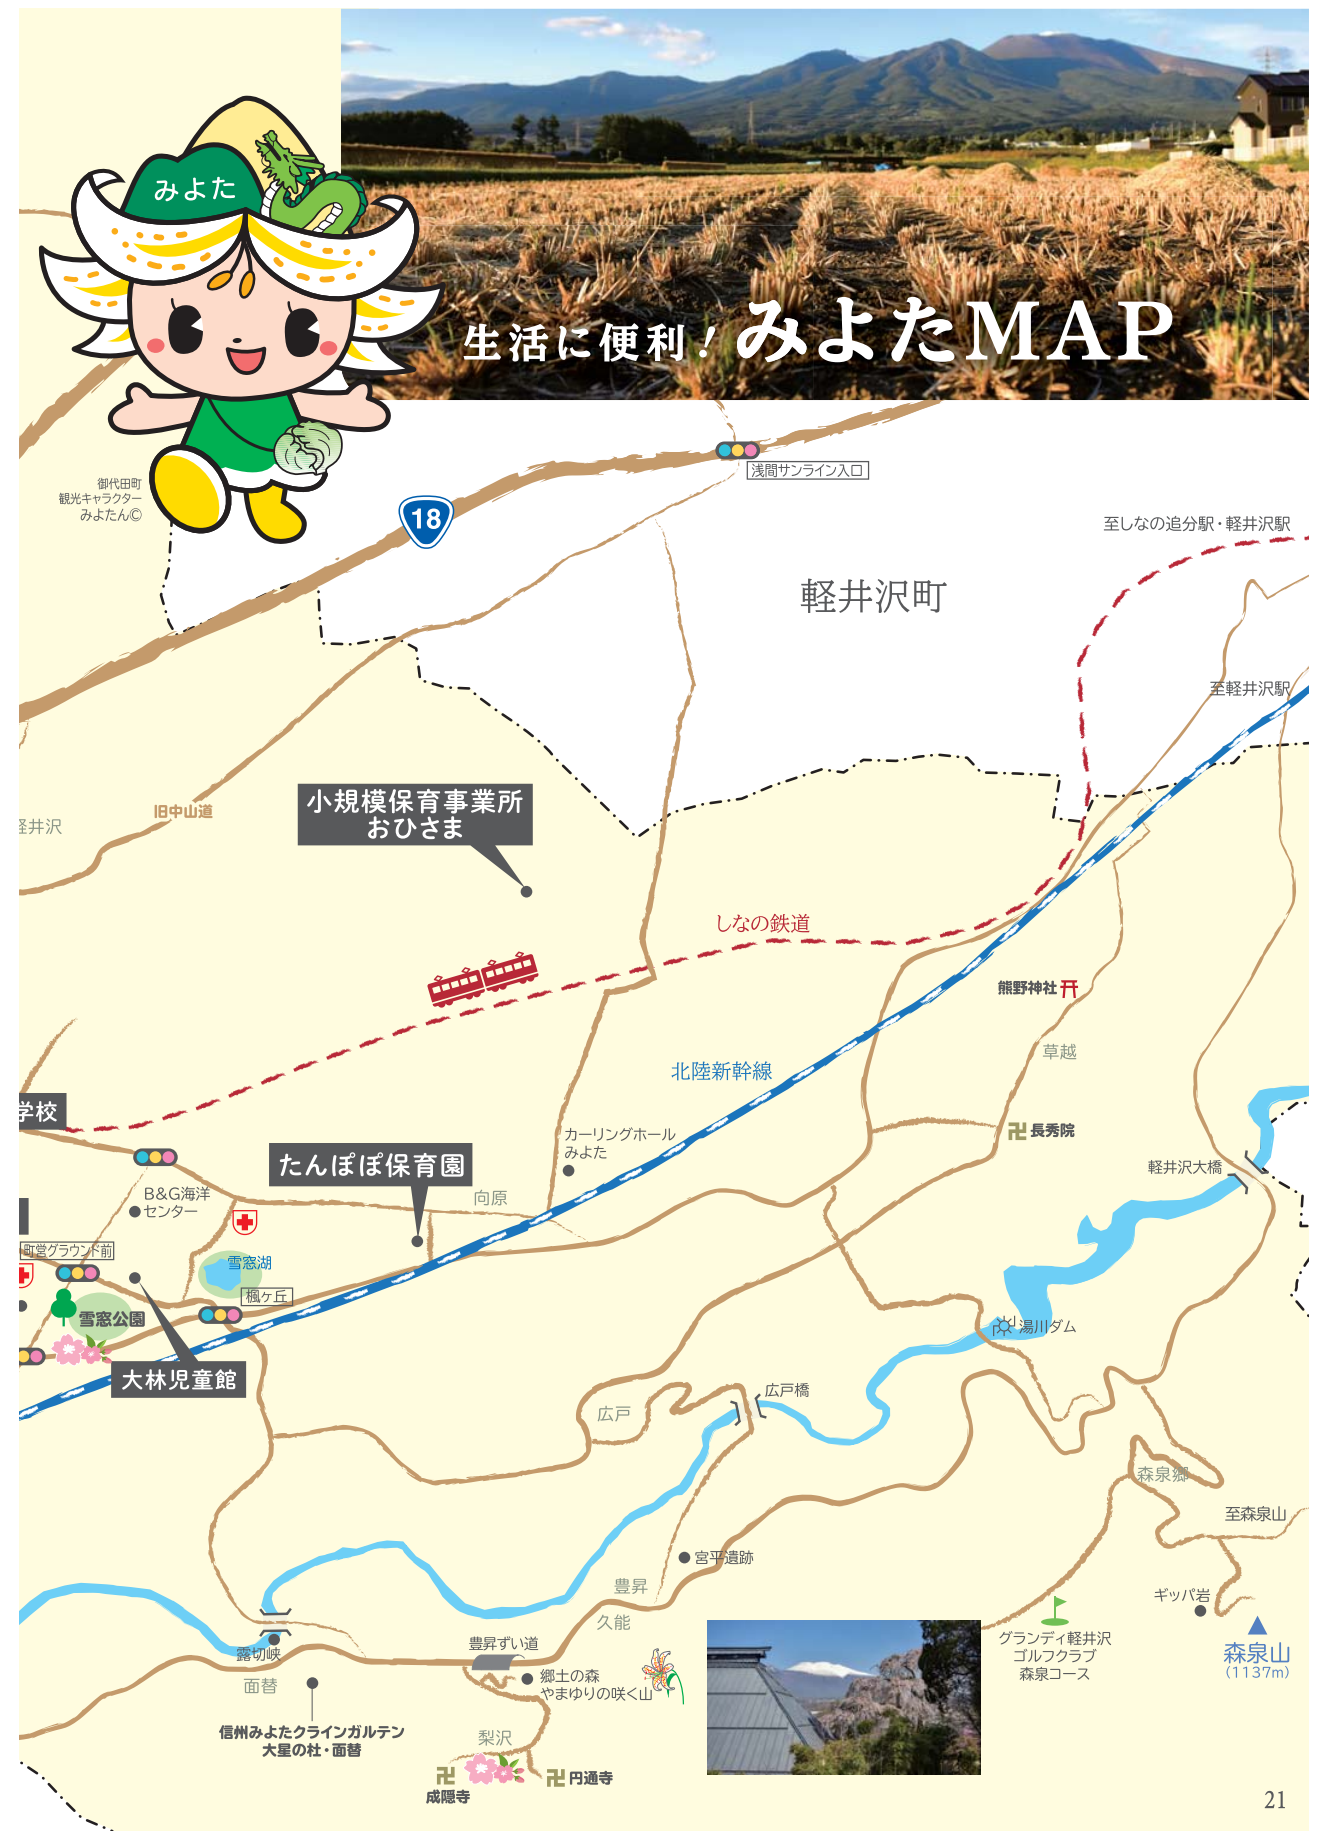 みよた
生活に便利！みよたMAP
御代田町
観光キャラクター
みよたん©
浅間サンライン入口
18
至しなの追分駅・軽井沢駅
軽井沢町
至軽井沢駅
小規模保育事業所
おひさま
旧中山道
軽井沢
しなの鉄道
熊野神社
北陸新幹線
草越
学校
カーリングホール
みよた
長秀院
たんぽぽ保育園
軽井沢大橋
B&G海洋
センター
向原
町営グラウンド前
雪窓湖
楓ヶ丘
雪窓公園
湯川ダム
大林児童館
広戸橋
広戸
森泉郷
至森泉山
宮平遺跡
豊昇
ギッパ岩
久能
グランディ軽井沢
ゴルフクラブ
森泉コース
森泉山
(1137m)
露切峡
豊昇ずい道
面替
郷土の森
やまゆりの咲く山
信州みよたクラインガルテン
大星の杜・面替
梨沢
円通寺
成隠寺
21